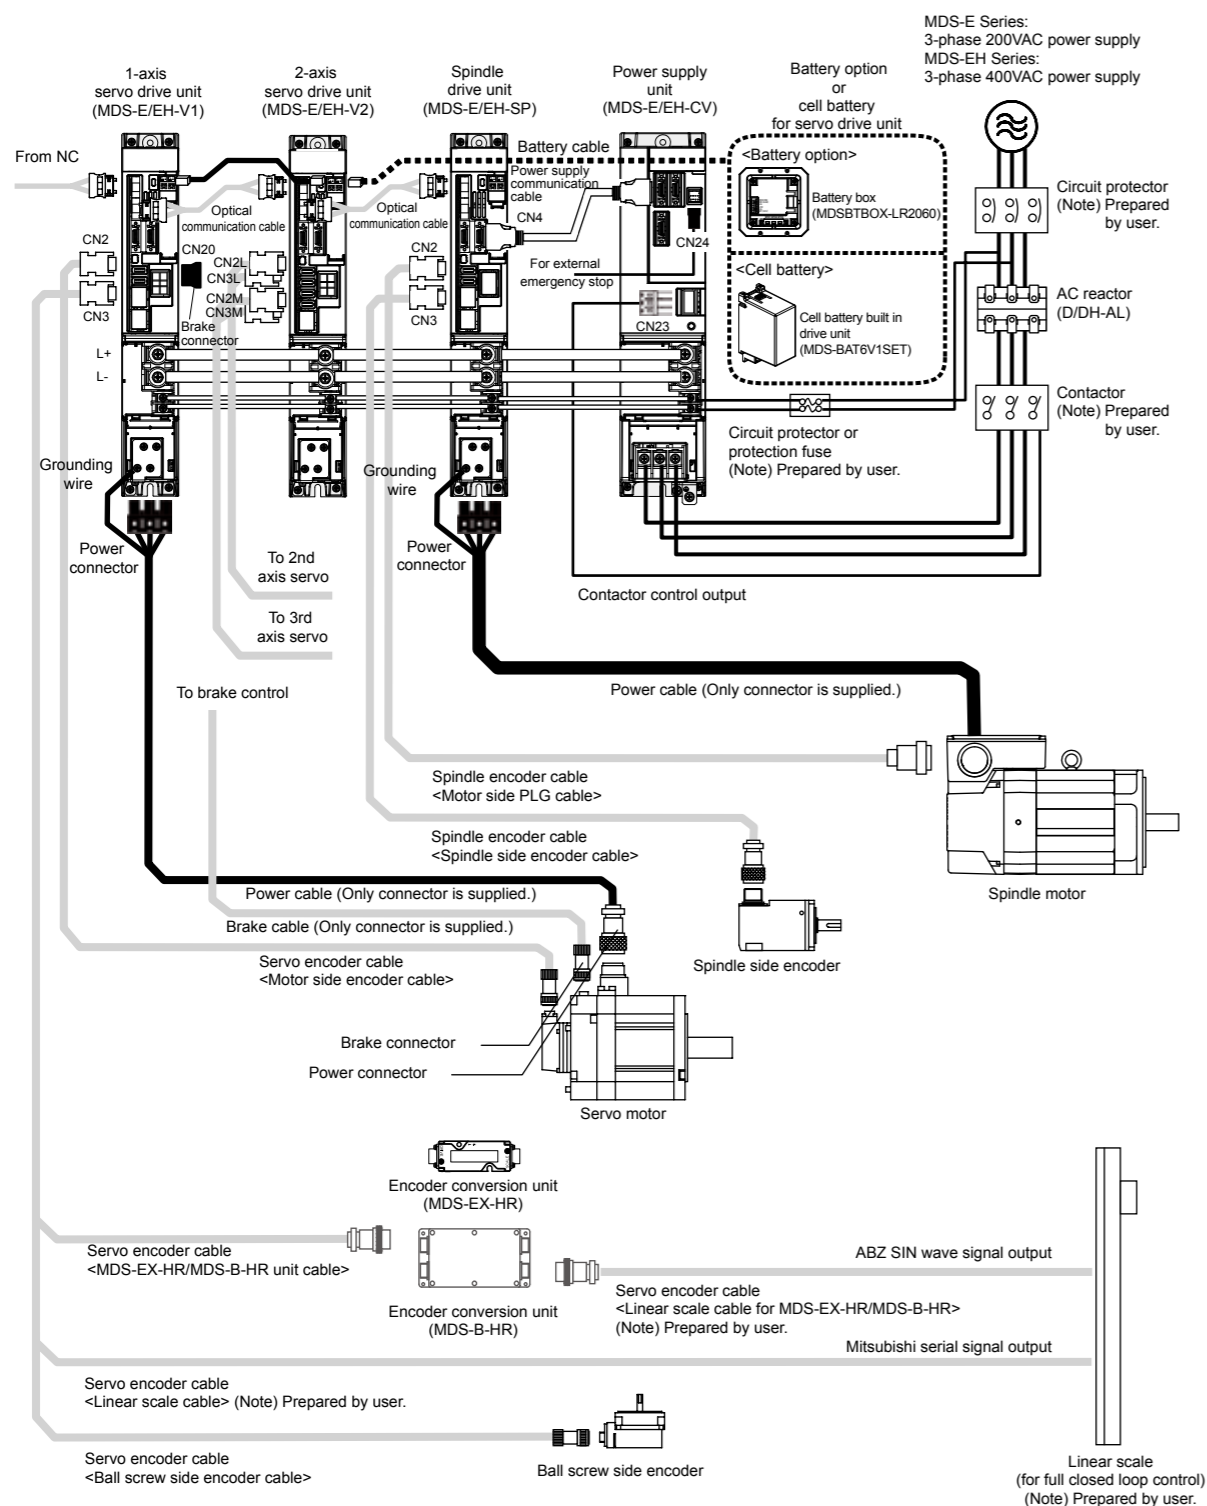 MDS-E Series:
3-phase 200VAC power supply
MDS-EH Series:
3-phase 400VAC power supply
1-axis
servo drive unit
(MDS-E/EH-V1)
2-axis
servo drive unit
(MDS-E/EH-V2)
Spindle
drive unit
(MDS-E/EH-SP)
Power supply
unit
(MDS-E/EH-CV)
Battery option
or
cell battery
for servo drive unit
From NC
Battery cable
Power supply
communication
cable
<Battery option>
Battery box
(MDSBTBOX-LR2060)
Circuit protector
(Note) Prepared
by user.
Optical
communication cable
Optical
communication cable
CN4
CN24
CN2
CN20
CN2L
CN3L
CN2M
CN3M
CN3
Brake
connector
CN2
CN3
For external
emergency stop
CN23
<Cell battery>
Cell battery built in
drive unit
(MDS-BAT6V1SET)
AC reactor
(D/DH-AL)
L+
L-
Contactor
(Note) Prepared
by user.
Circuit protector or
protection fuse
(Note) Prepared by user.
Grounding
wire
Grounding
wire
Power
connector
Power
connector
To 2nd
axis servo
To 3rd
axis servo
Contactor control output
To brake control
Power cable (Only connector is supplied.)
Spindle encoder cable
<Motor side PLG cable>
Spindle encoder cable
<Spindle side encoder cable>
Spindle motor
Power cable (Only connector is supplied.)
Brake cable (Only connector is supplied.)
Servo encoder cable
<Motor side encoder cable>
Spindle side encoder
Brake connector
Power connector
Servo motor
Encoder conversion unit
(MDS-EX-HR)
Servo encoder cable
<MDS-EX-HR/MDS-B-HR unit cable>
Encoder conversion unit
(MDS-B-HR)
ABZ SIN wave signal output
Servo encoder cable
<Linear scale cable for MDS-EX-HR/MDS-B-HR>
(Note) Prepared by user.
Mitsubishi serial signal output
Servo encoder cable
<Linear scale cable> (Note) Prepared by user.
Servo encoder cable
<Ball screw side encoder cable>
Ball screw side encoder
Linear scale
(for full closed loop control)
(Note) Prepared by user.